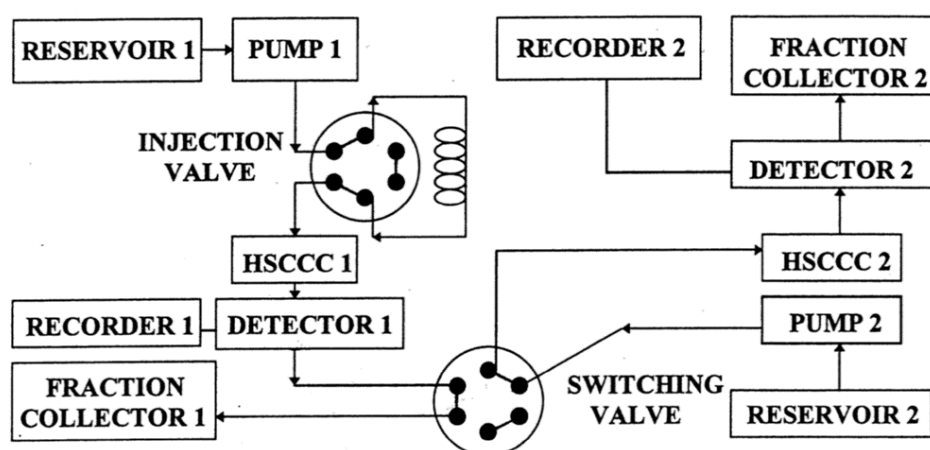 RESERVOIR 1
PUMP 1
RECORDER 2
FRACTION
COLLECTOR 2
INJECTION
VALVE
DETECTOR 2
HSCCC 1
HSCCC 2
RECORDER 1
DETECTOR 1
PUMP 2
FRACTION
COLLECTOR 1
SWITCHING
VALVE
RESERVOIR 2